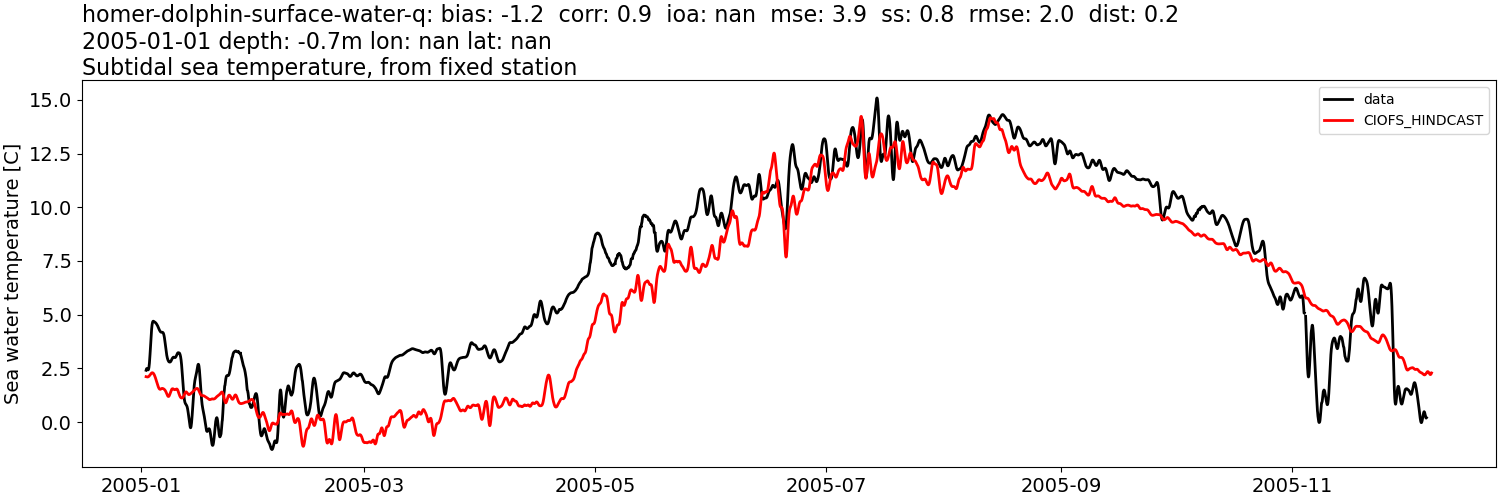 homer-dolphin-surface-water-q: bias: -1.2  corr: 0.9  ioa: nan  mse: 3.9  ss: 0.8  rmse: 2.0  dist: 0.2
2005-01-01 depth: -0.7m lon: nan lat: nan
Subtidal sea temperature, from fixed station
Sea water temperature [C]
15.0
12.5
10.0
7.5
5.0
2.5
0.0
data
CIOFS_HINDCAST
2005-01
2005-03
2005-05
2005-07
2005-09
2005-11